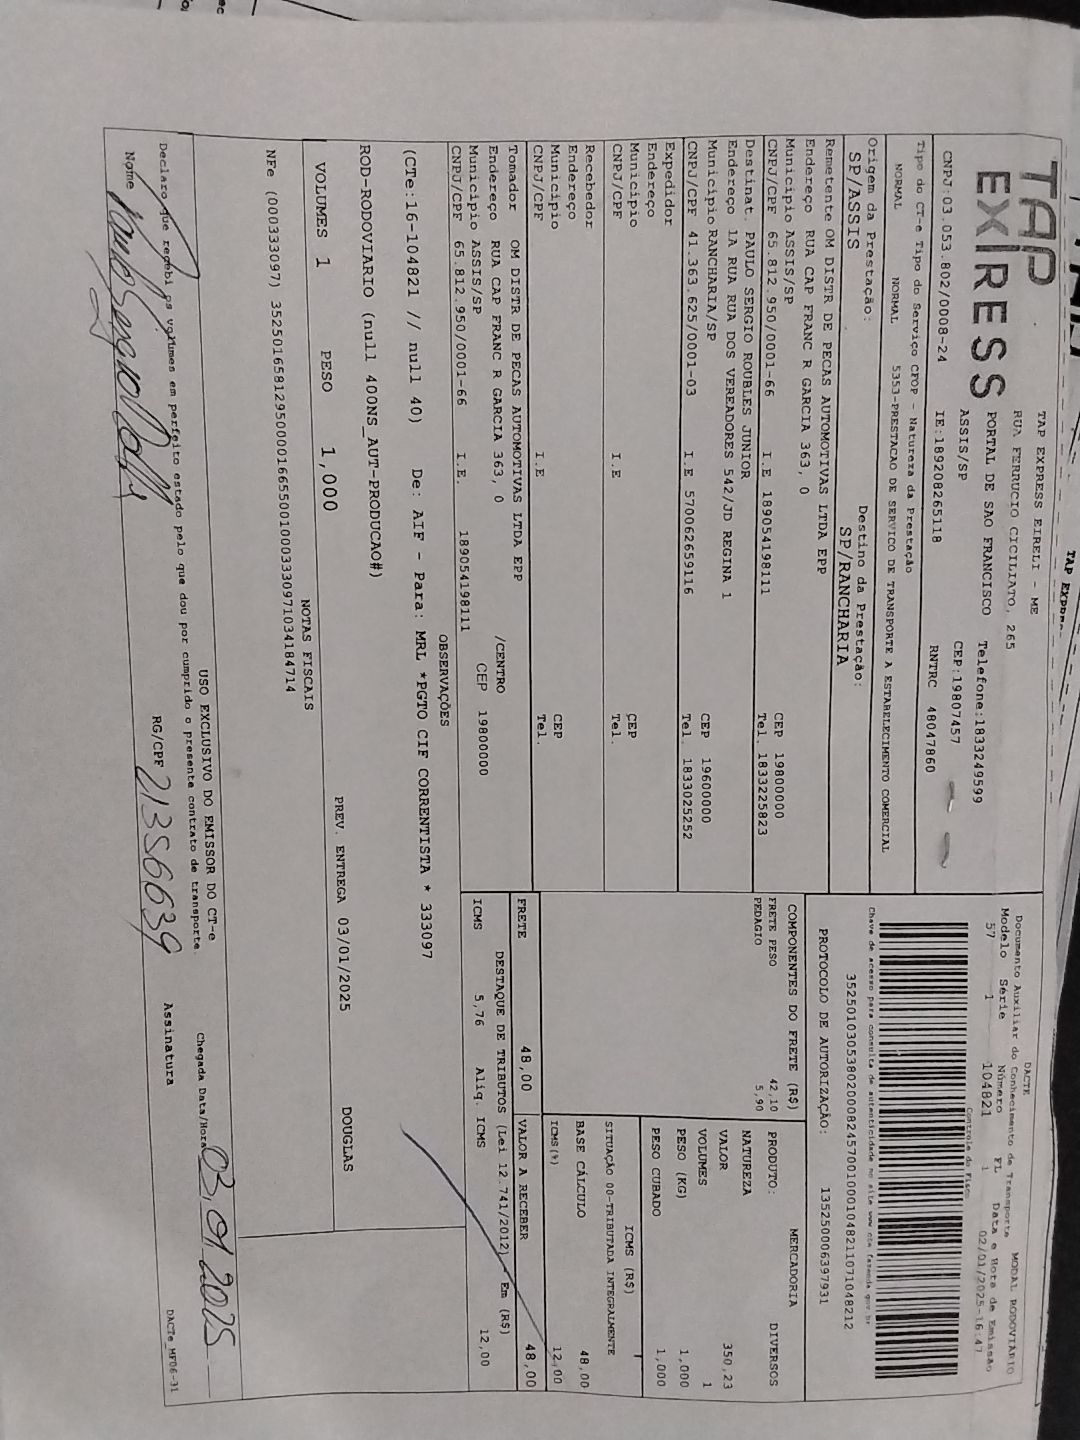 TAP
EXPRESS
TAP EXPRESS EIRELI - ME
RUA FERRUCIO CICILIATO, 265
PORTAL DE SAO FRANCISCO Telefone:1833249599
ASSIS/SP CEP:19807457
CNPJ:03.053.802/0008-24 IE:189208265118 RNTRC 48047860
Tipo do CT-e Tipo do Serviço CFOP - Natureza da Prestação
NORMAL NORMAL 5353-PRESTACAO DE SERVICO DE TRANSPORTE A ESTABELECIMENTO COMERCIAL
Origem da Prestação: Destino da Prestação:
SP/ASSIS SP/RANCHARIA
Remetente OM DISTR DE PECAS AUTOMOTIVAS LTDA EPP
Endereço RUA CAP FRANC R GARCIA 363, 0
Municipio ASSIS/SP CEP 19800000
CNPJ/CPF 65.812.950/0001-66 I.E 189054198111 Tel. 1833225823
Destinat. PAULO SERGIO ROUBLES JUNIOR
Endereço 1A RUA RUA DOS VEREADORES 542/JD REGINA 1
Municipio RANCHARIA/SP CEP 19600000
CNPJ/CPF 41.363.625/0001-03 I.E 570062659116 Tel. 1833025252
Expedidor
Endereço
Municipio CEP
CNPJ/CPF I.E Tel.
Recebedor
Endereço
Municipio CEP
CNPJ/CPF I.E Tel.
Tomador OM DISTR DE PECAS AUTOMOTIVAS LTDA EPP
Endereço RUA CAP FRANC R GARCIA 363, 0 /CENTRO
Municipio ASSIS/SP CEP 19800000
CNPJ/CPF 65.812.950/0001-66 I.E. 189054198111
DACTE MODAL RODOVIARIO
Documento Auxiliar do Conhecimento de Transporte
Modelo Série Número FL Data e Hora de Emissão
57 1 104821 1 02/01/2025-16:47
Controle do Fisco
Chave de acesso para consulta de autenticidade no site www.cte.fazenda.gov.br
35250103053802000824570010001048211071048212
PROTOCOLO DE AUTORIZAÇÃO: 135250006397931
COMPONENTES DO FRETE (R$)
FRETE PESO 42,10
PEDAGIO 5,90
MERCADORIA
PRODUTO: DIVERSOS
NATUREZA
VALOR 350,23
VOLUMES 1
PESO (KG) 1,000
PESO CUBADO 1,000
ICMS (R$)
SITUAÇÃO 00-TRIBUTADA INTEGRALMENTE
BASE CÁLCULO 48,00
ICMS(%) 12,00
FRETE 48,00 VALOR A RECEBER 48,00
DESTAQUE DE TRIBUTOS (Lei 12.741/2012) - Em (R$)
ICMS 5,76 Aliq. ICMS 12,00
OBSERVAÇÕES
(CTe:16-104821 // null 40) De: AIF - Para: MRL *PGTO CIF CORRENTISTA * 333097
ROD-RODOVIARIO (null 400NS_AUT-PRODUCAO#)
PREV. ENTREGA 03/01/2025 DOUGLAS
VOLUMES 1 PESO 1,000
NOTAS FISCAIS
NFe (000333097) 35250165812950000166550010003330971034184714
USO EXCLUSIVO DO EMISSOR DO CT-e
Declaro que recebi os volumes em perfeito estado pelo que dou por cumprido o presente contrato de transporte. Chegada Data/Hora 03,01 2025
Nome RG/CPF 21356639 Assinatura
DACTe_MF06-31